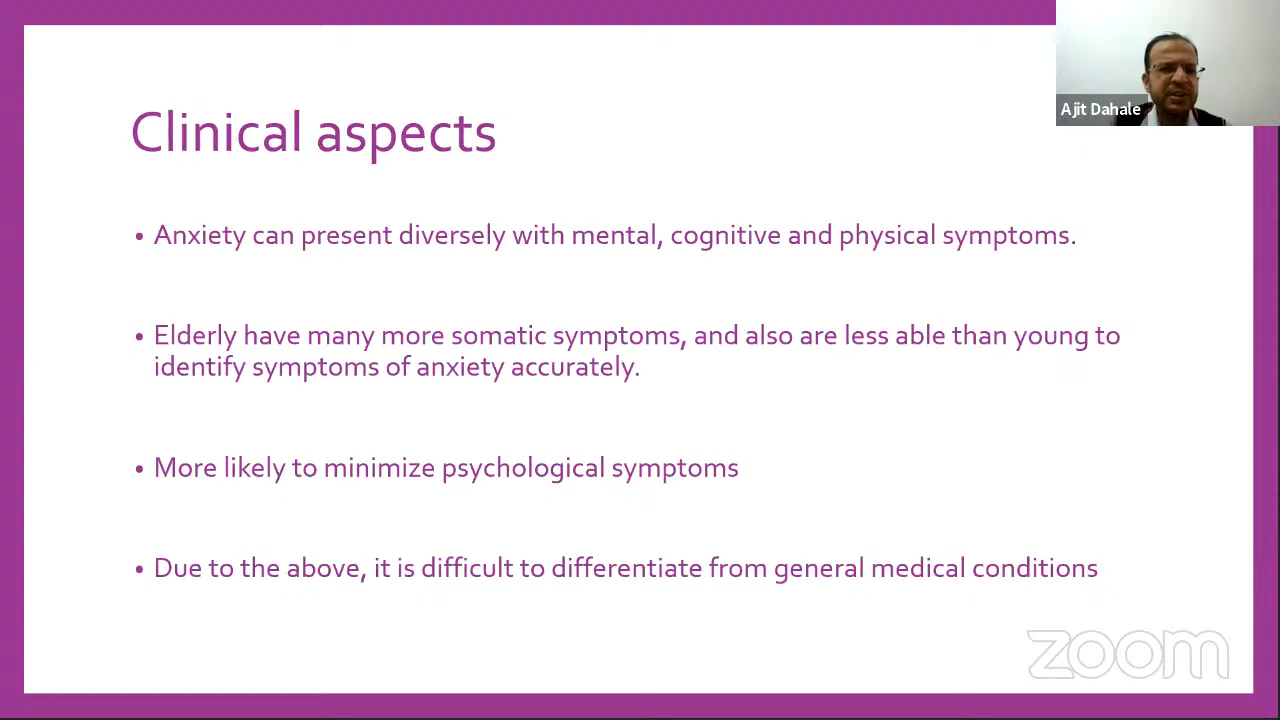 Ajit Dahale
Clinical aspects
• Anxiety can present diversely with mental, cognitive and physical symptoms.
• Elderly have many more somatic symptoms, and also are less able than young to
identify symptoms of anxiety accurately.
• More likely to minimize psychological symptoms
• Due to the above, it is difficult to differentiate from general medical conditions
zoom